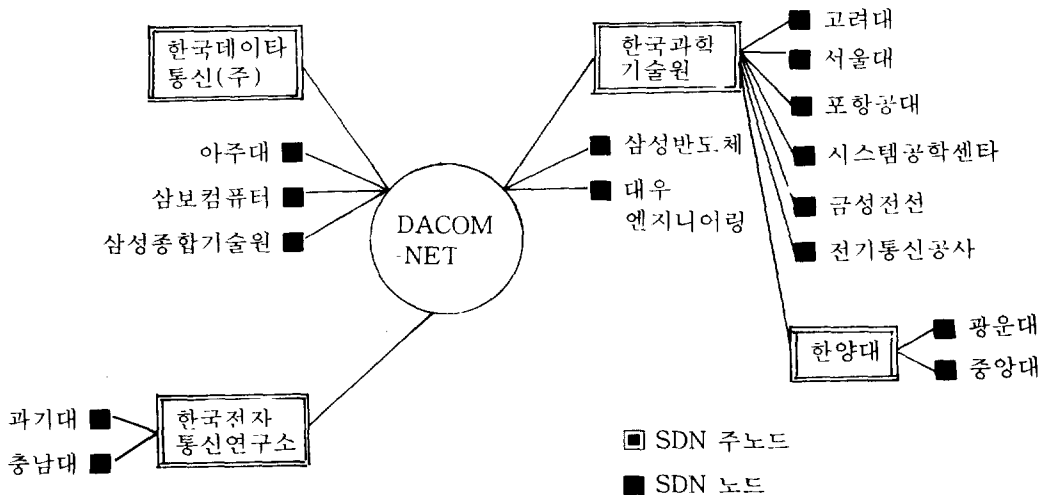 한국데이타
통신(주)
아주대
삼보컴퓨터
삼성종합기술원
DACOM
-NET
한국과학
기술원
삼성반도체
대우
엔지니어링
고려대
서울대
포항공대
시스템공학센타
금성전선
전기통신공사
한양대
광운대
중앙대
과기대
충남대
한국전자
통신연구소
SDN 주노드
SDN 노드